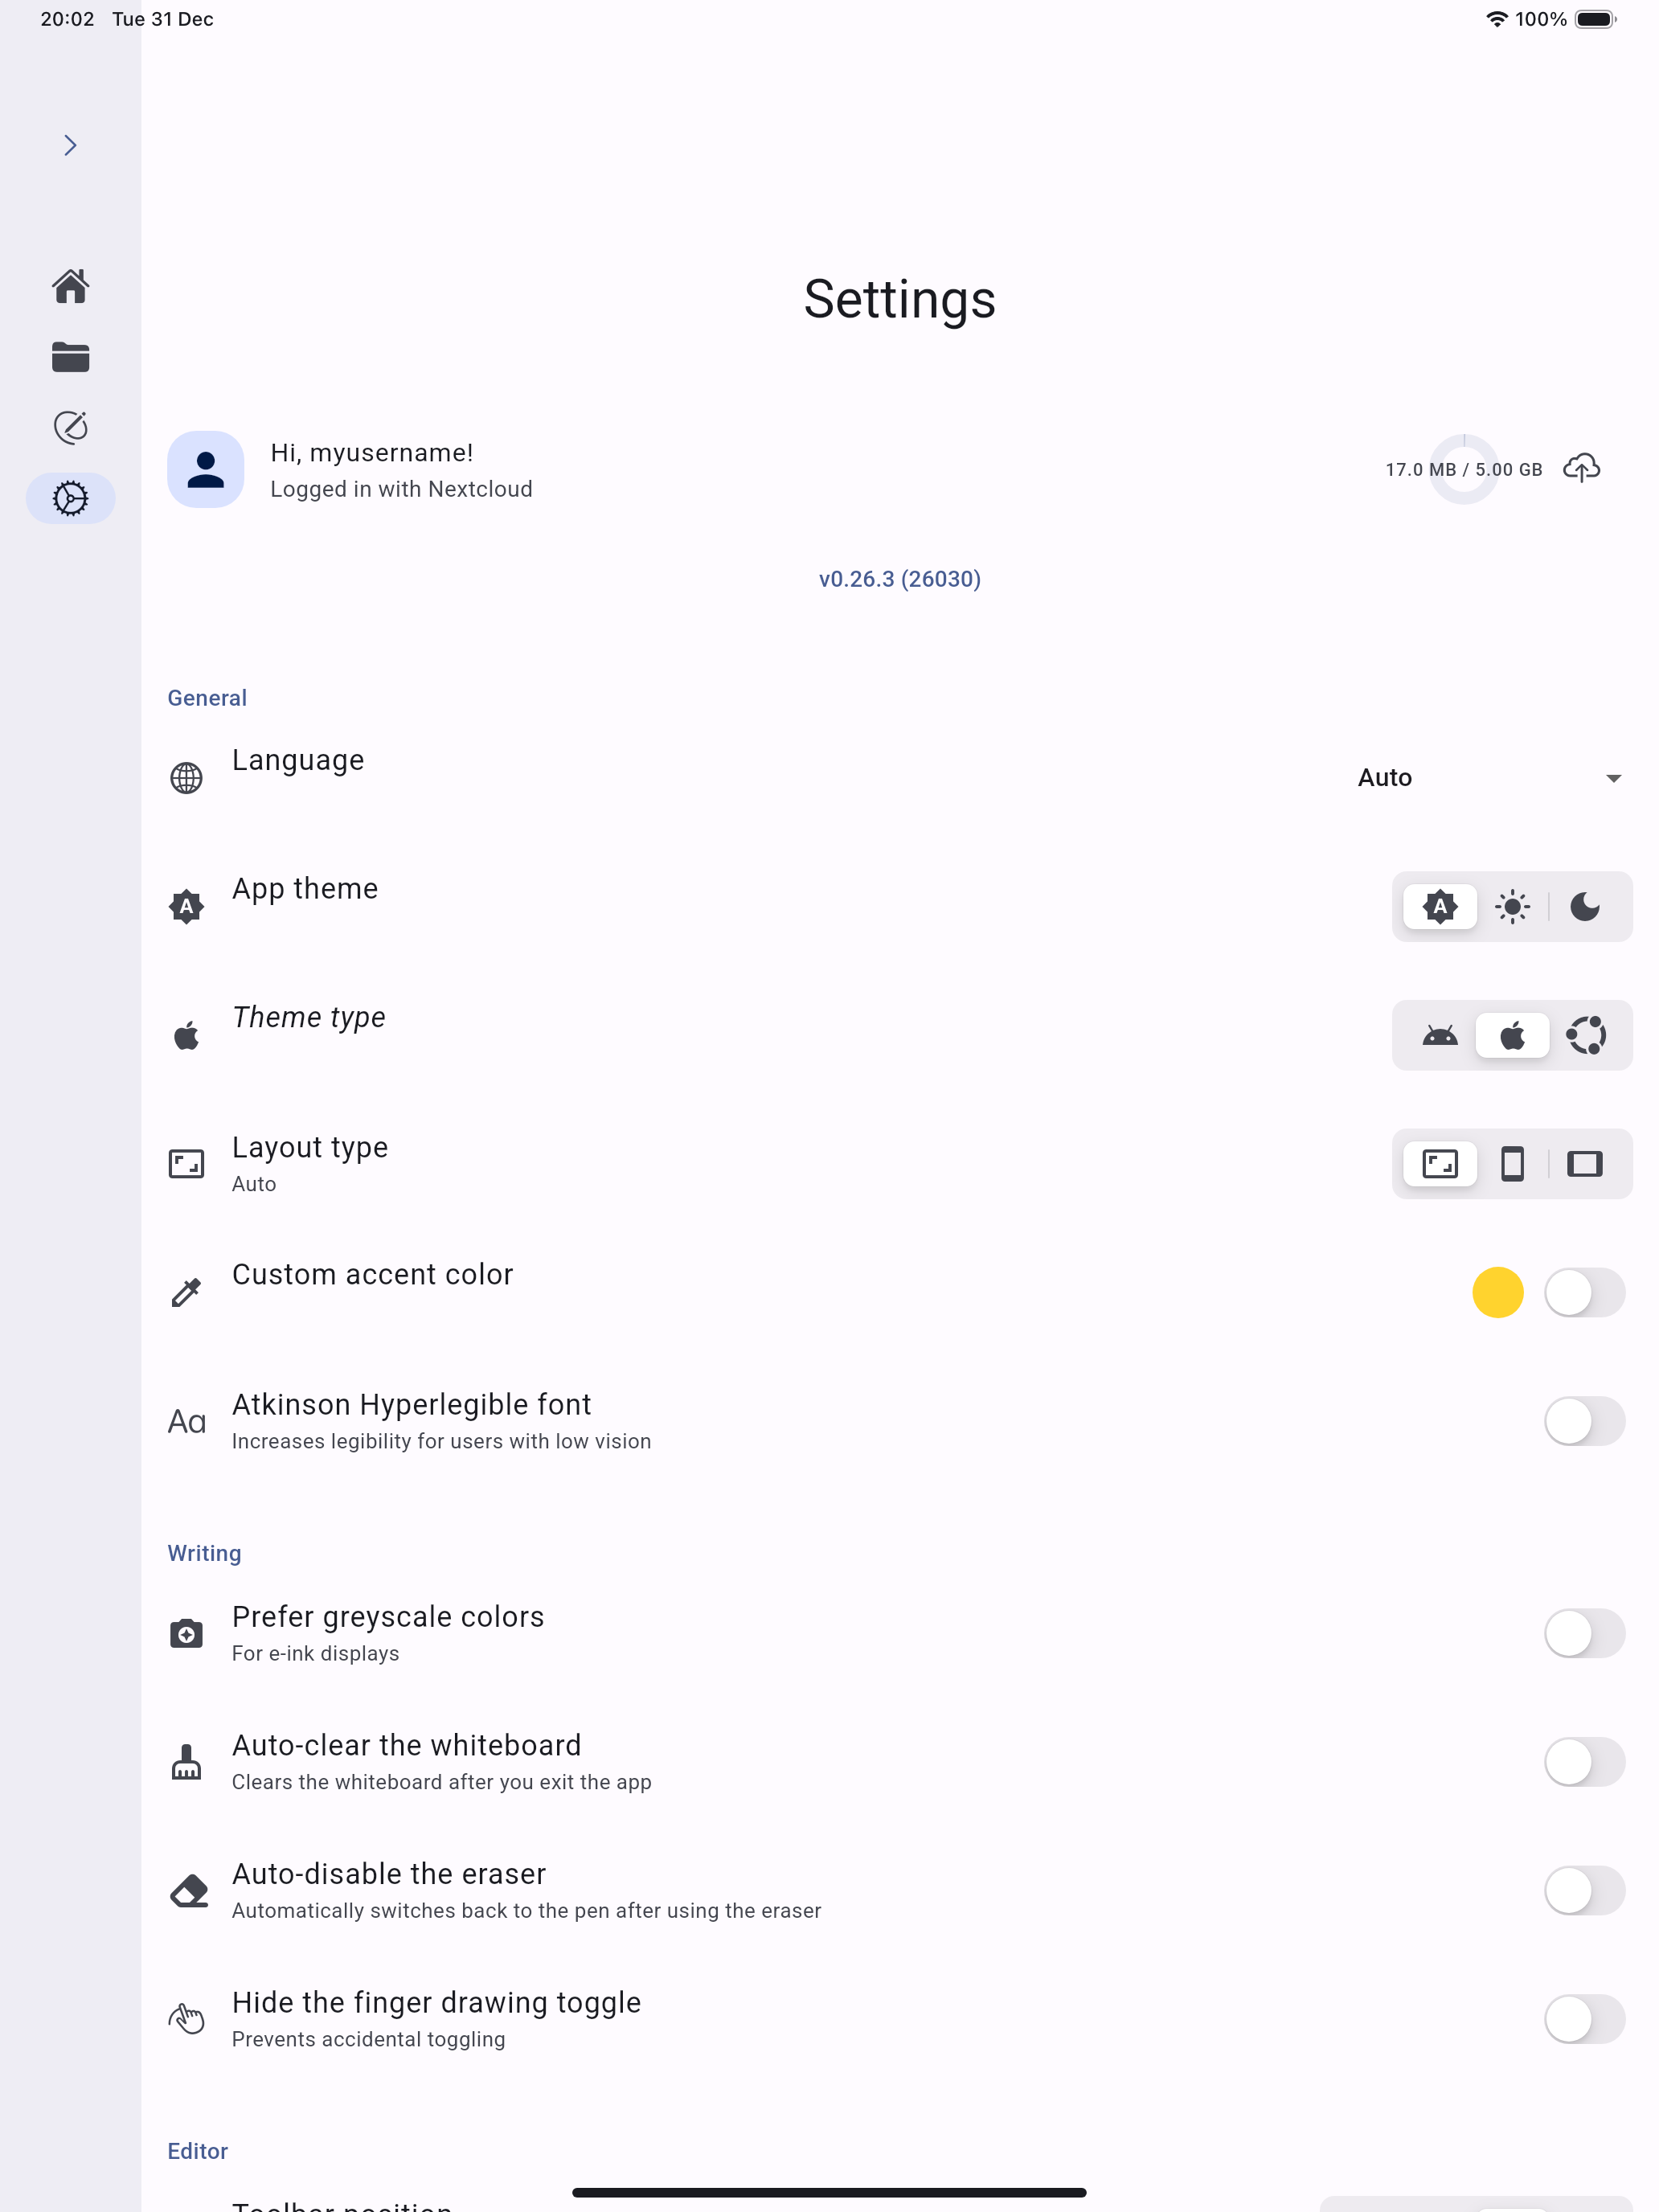 20:02 Tue 31 Dec
100%
Settings
Hi, myusername!
Logged in with Nextcloud
17.0 MB / 5.00 GB
v0.26.3 (26030)
General
Language
Auto
App theme
Theme type
Layout type
Auto
Custom accent color
Aa
Atkinson Hyperlegible font
Increases legibility for users with low vision
Writing
Prefer greyscale colors
For e-ink displays
Auto-clear the whiteboard
Clears the whiteboard after you exit the app
Auto-disable the eraser
Automatically switches back to the pen after using the eraser
Hide the finger drawing toggle
Prevents accidental toggling
Editor
Toolbar position